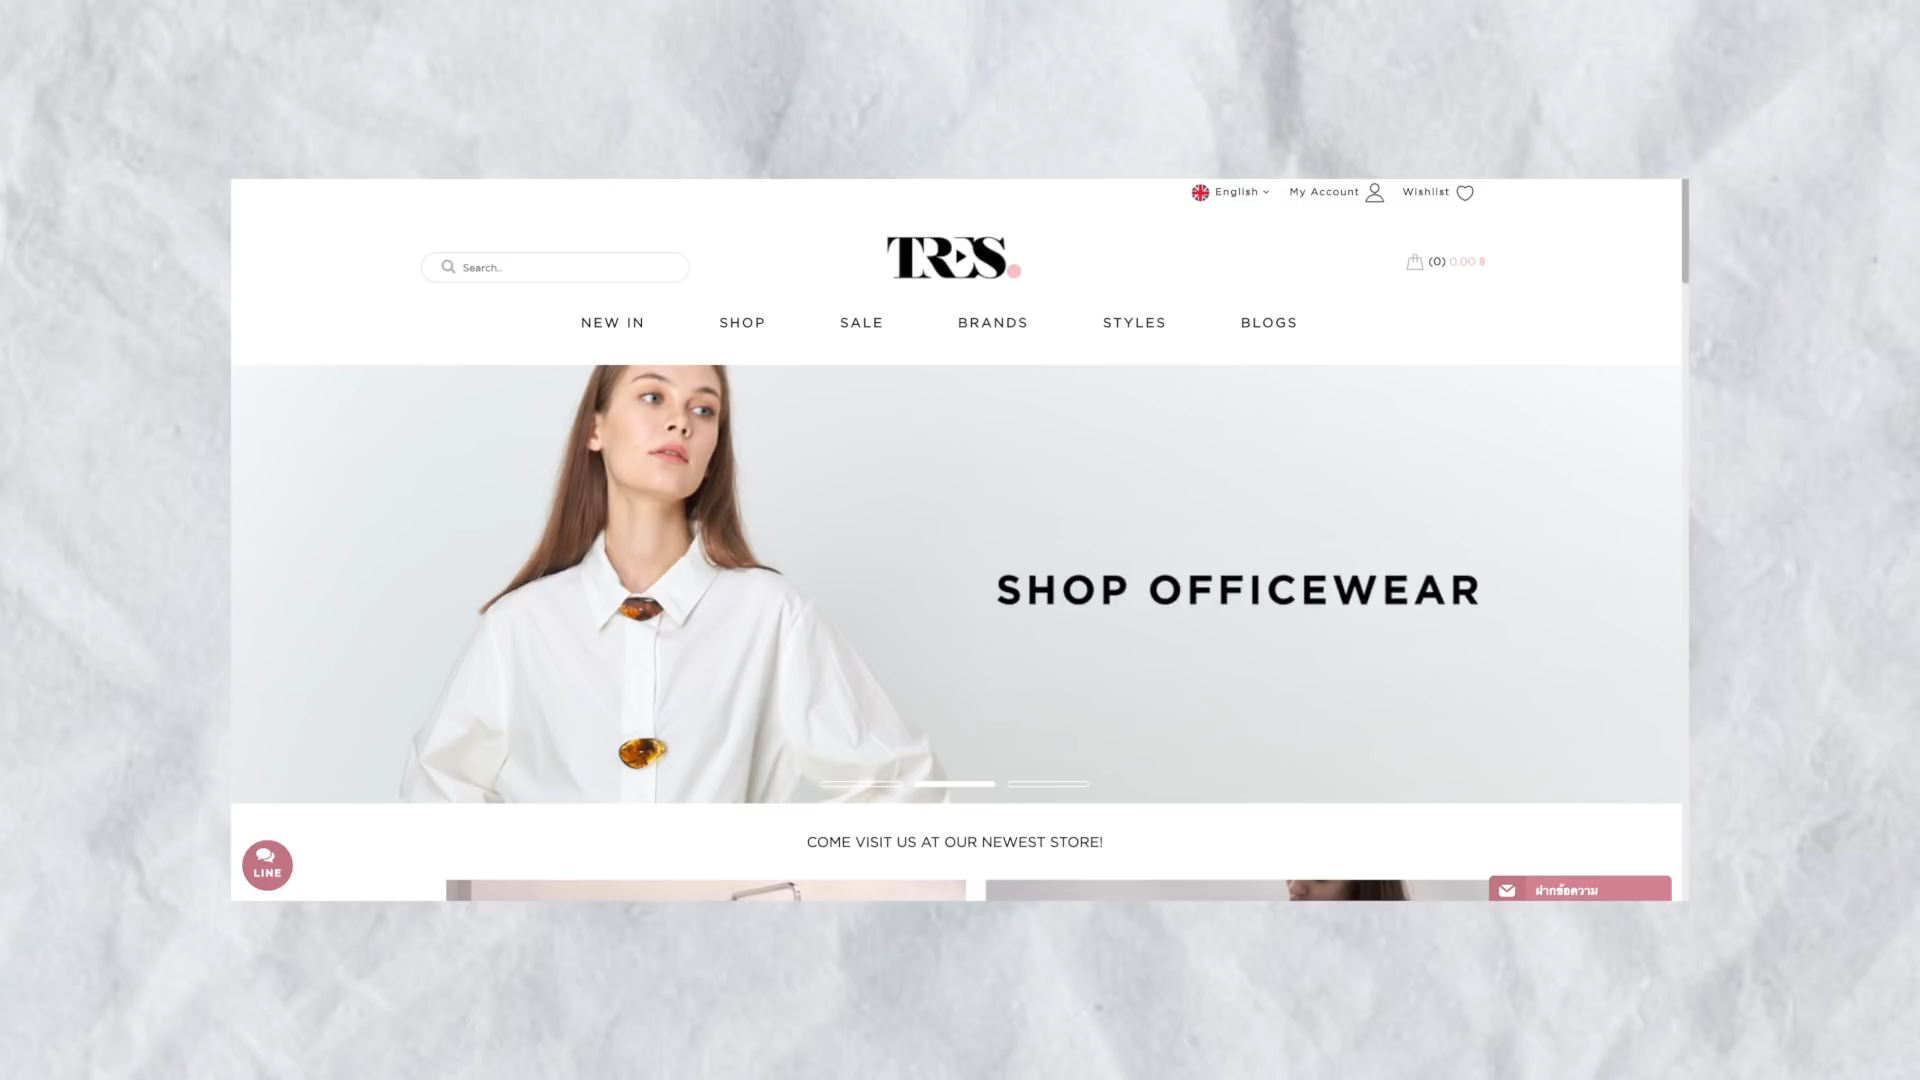 English
My Account
Wishlist
Search..
TRES.
(0) 0.00 ฿
NEW IN
SHOP
SALE
BRANDS
STYLES
BLOGS
SHOP OFFICEWEAR
COME VISIT US AT OUR NEWEST STORE!
LINE
ฝากข้อความ